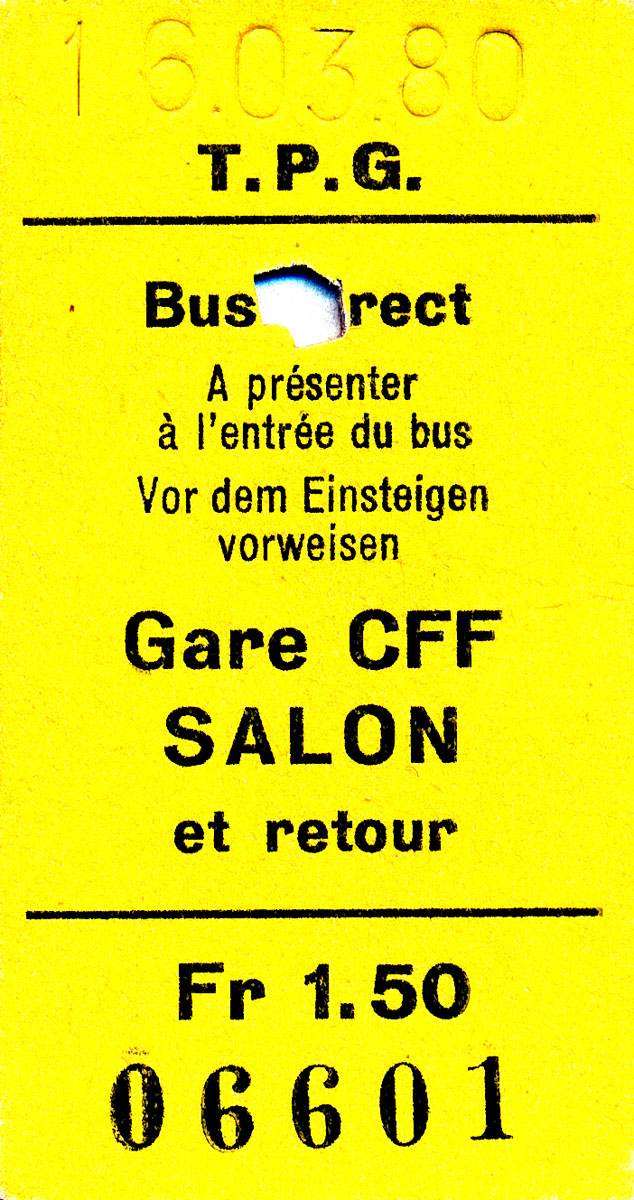 16.03.80
T.P.G.
Bus rect
A présenter
à l'entrée du bus
Vor dem Einsteigen
vorweisen
Gare CFF
SALON
et retour
Fr 1.50
06601